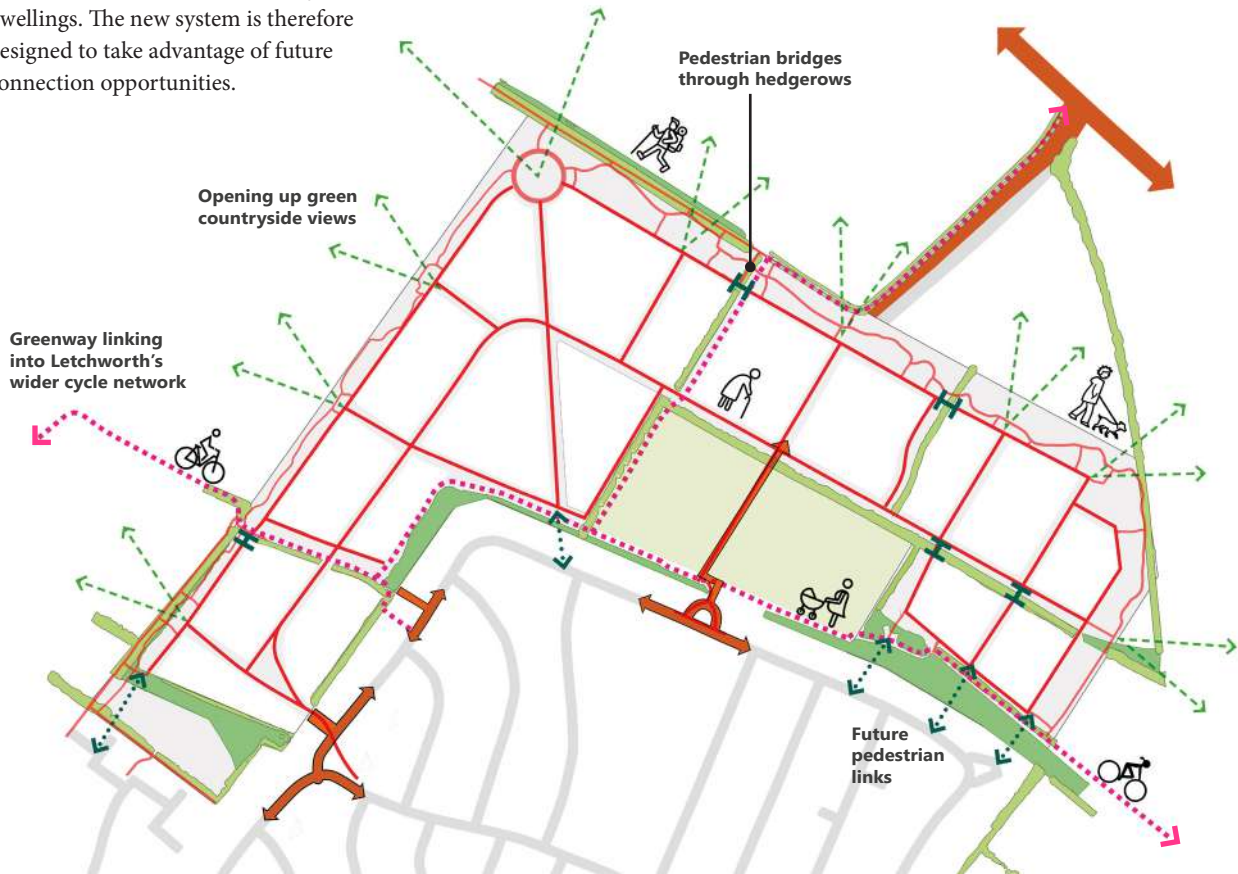 wellings. The new system is therefore
esigned to take advantage of future
onnection opportunities.
Pedestrian bridges
through hedgerows
Opening up green
countryside views
Greenway linking
into Letchworth's
wider cycle network
Future
pedestrian
links